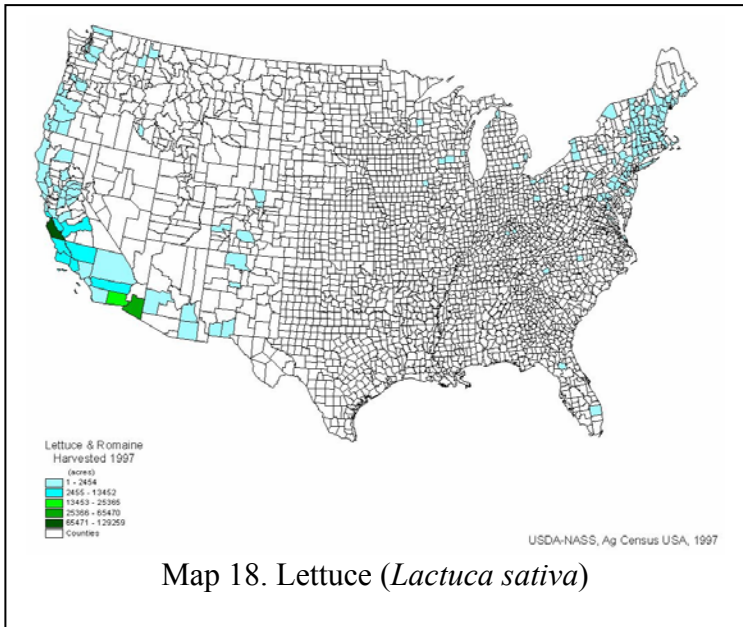 Lettuce & Romaine
Harvested 1997
(acres)
1 - 2454
2455 - 13452
13453 - 25365
25366 - 65470
65471 - 129259
Counties
USDA-NASS, Ag Census USA, 1997
Map 18. Lettuce (Lactuca sativa)